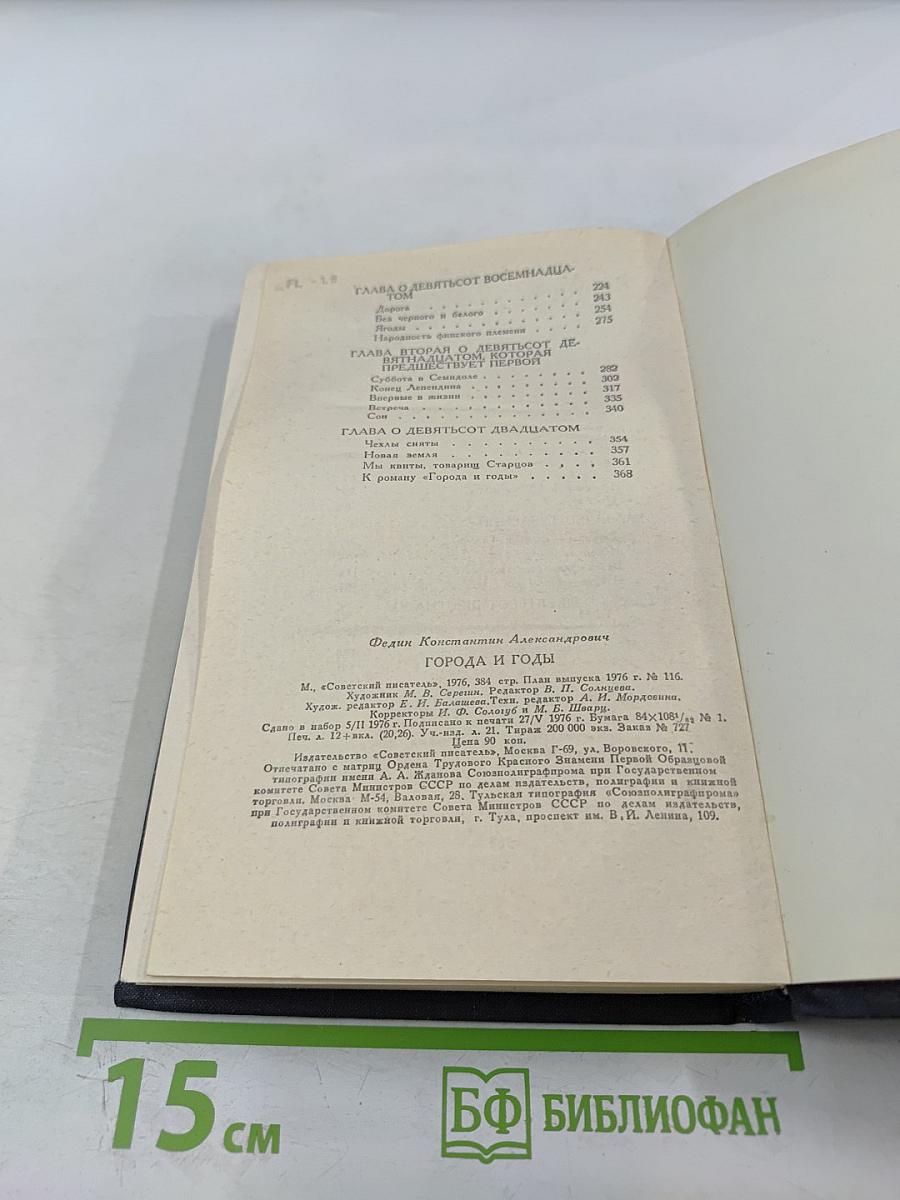 ГЛАВА О ДЕВЯТЬСОТ ВОСЕМНАДЦА-
ТОМ
Дорога . . . . . . . . . . . 224
Без черного и белого . . . . . . . 243
Ягоды . . . . . . . . . . . . 254
Народность финского племени . . . . 275
ГЛАВА ВТОРАЯ О ДЕВЯТЬСОТ ДЕ-
ВЯТНАДЦАТОМ, КОТОРАЯ
ПРЕДШЕСТВУЕТ ПЕРВОЙ
Суббота в Семидоле . . . . . . . . 282
Конец Лепендина . . . . . . . . . 302
Впервые в жизни . . . . . . . . . 317
Встреча . . . . . . . . . . . 335
Сон . . . . . . . . . . . . . 340
ГЛАВА О ДЕВЯТЬСОТ ДВАДЦАТОМ
Чехлы сняты . . . . . . . . . . 354
Новая земля . . . . . . . . . . 357
Мы квиты, товарищ Старцов . . . . 361
К роману «Города и годы» . . . . . 368
Федин Константин Александрович
ГОРОДА И ГОДЫ
М., «Советский писатель», 1976, 384 стр. План выпуска 1976 г. № 116.
Художник М. В. Серегин. Редактор В. П. Солнцева.
Худож. редактор Е. И. Балашева. Техн. редактор А. И. Мордовина.
Корректоры И. Ф. Сологуб и М. Б. Шварц.
Сдано в набор 5/II 1976 г. Подписано к печати 27/V 1976 г. Бумага 84×108¹/₃₂ № 1.
Печ. л. 12+вкл. (20,26). Уч.-изд. л. 21. Тираж 200 000 экз. Заказ № 727
Цена 90 коп.
Издательство «Советский писатель», Москва Г-69, ул. Воровского, 11.
Отпечатано с матриц Ордена Трудового Красного Знамени Первой Образцовой
типографии имени А. А. Жданова Союзполиграфпрома при Государственном
комитете Совета Министров СССР по делам издательств, полиграфии и книжной
торговли. Москва М-54, Валовая, 28. Тульская типография «Союзполиграфпрома»
при Государственном комитете Совета Министров СССР по делам издательств,
полиграфии и книжной торговли, г. Тула, проспект им. В. И. Ленина, 109.
15 см
БФ БИБЛИОФАН